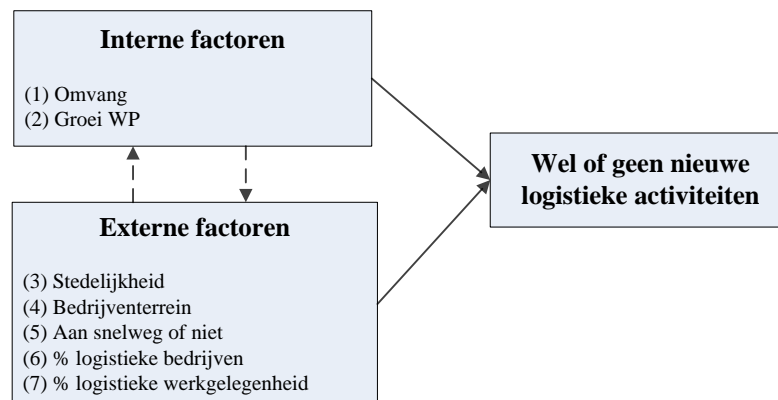 Interne factoren
(1) Omvang
(2) Groei WP
Wel of geen nieuwe
logistieke activiteiten
Externe factoren
(3) Stedelijkheid
(4) Bedrijventerrein
(5) Aan snelweg of niet
(6) % logistieke bedrijven
(7) % logistieke werkgelegenheid